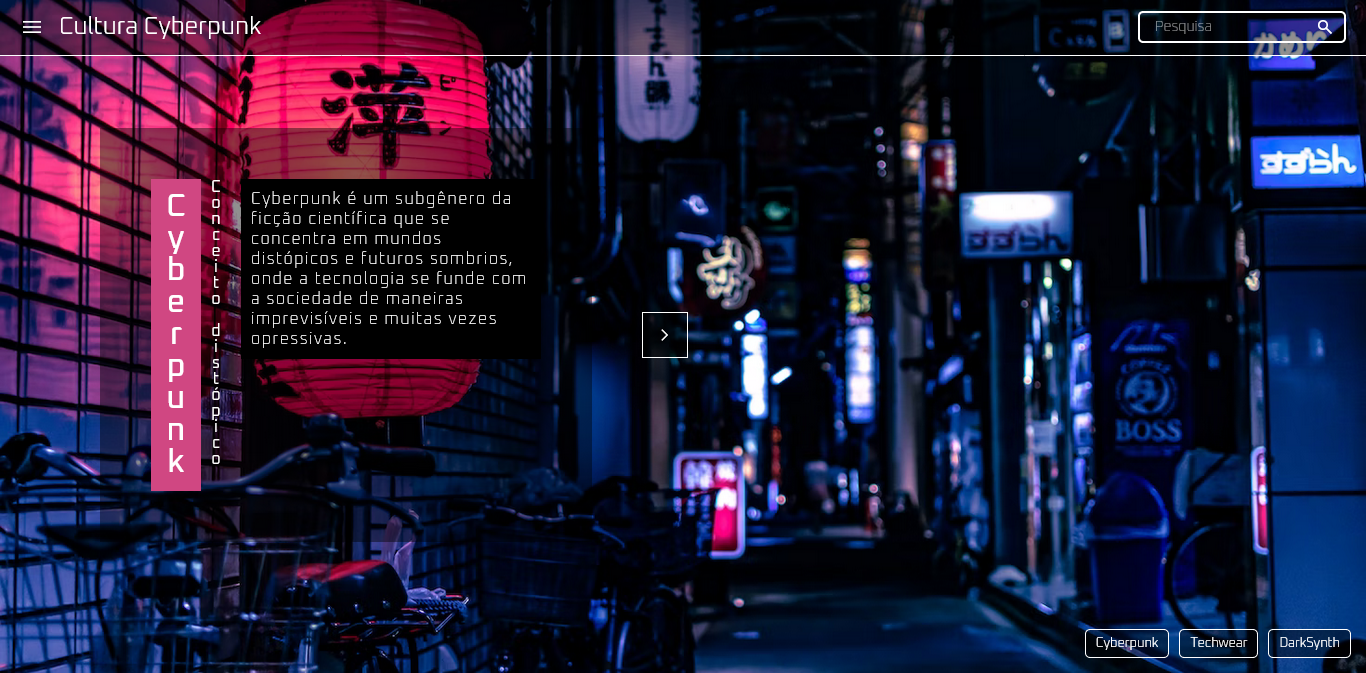 Cultura Cyberpunk
Pesquisa
Cyberpunk
Conceito distópico
Cyberpunk é um subgênero da
ficção científica que se
concentra em mundos
distópicos e futuros sombrios,
onde a tecnologia se funde com
a sociedade de maneiras
imprevisíveis e muitas vezes
opressivas.
BOSS
Cyberpunk
Techwear
DarkSynth